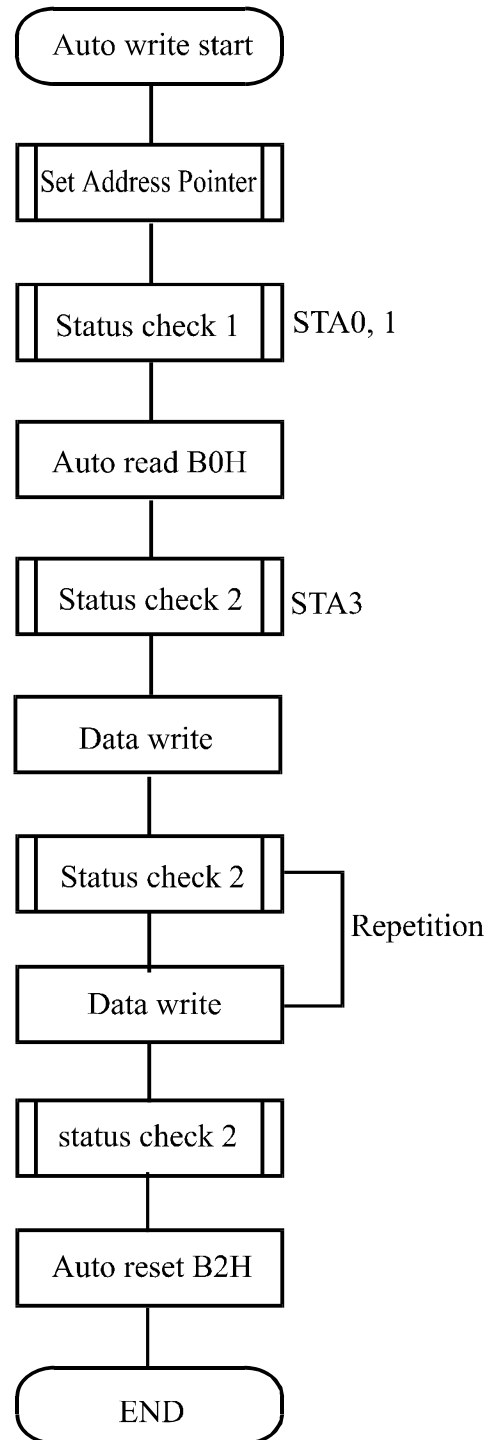 Auto write start
Set Address Pointer
Status check 1
STA0, 1
Auto read B0H
Status check 2
STA3
Data write
Status check 2
Repetition
Data write
status check 2
Auto reset B2H
END